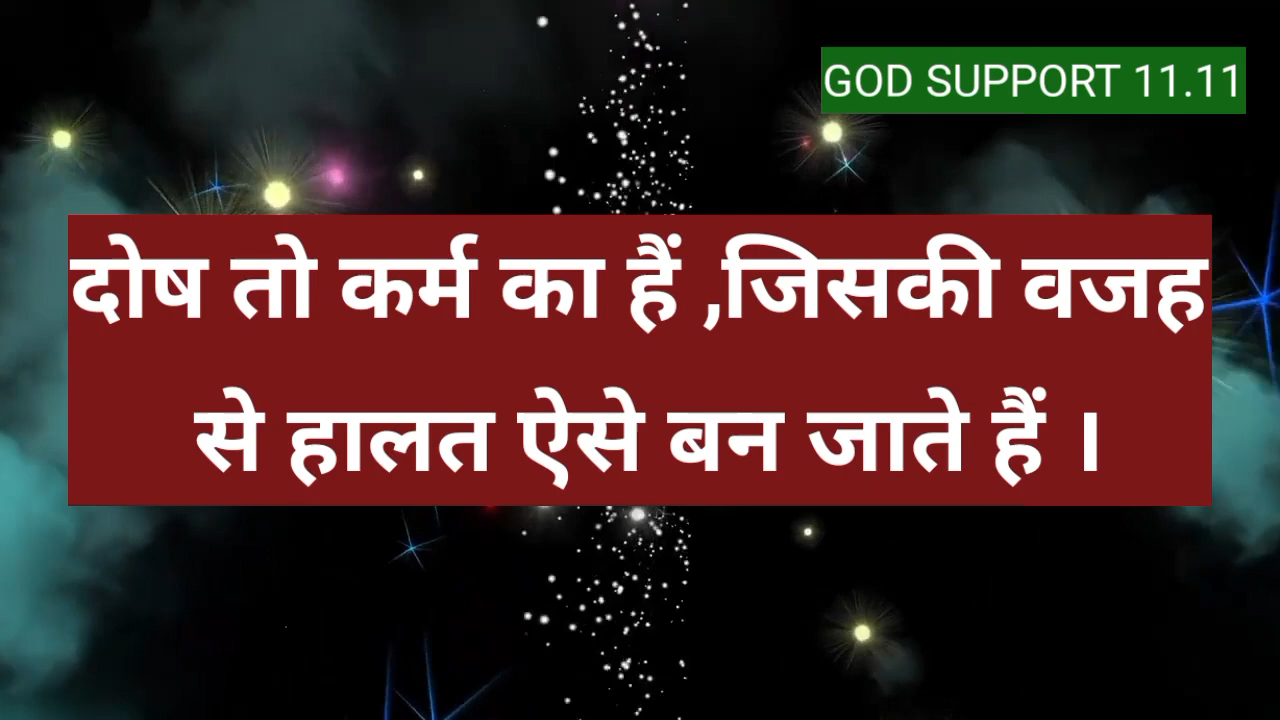 GOD SUPPORT 11.11
दोष तो कर्म का हैं ,जिसकी वजह
से हालत ऐसे बन जाते हैं ।